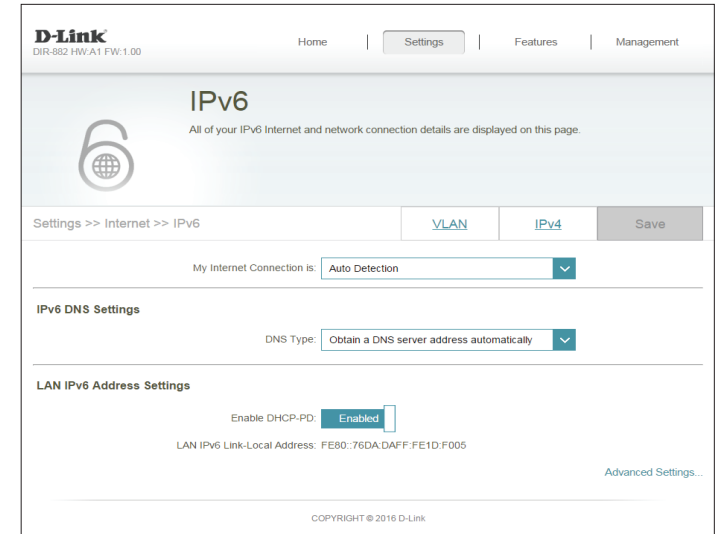 D-Link
DIR-882 HW:A1 FW:1.00
Home | Settings | Features | Management
IPv6
All of your IPv6 Internet and network connection details are displayed on this page.
Settings >> Internet >> IPv6 VLAN IPv4 Save
My Internet Connection is: Auto Detection
IPv6 DNS Settings
DNS Type: Obtain a DNS server address automatically
LAN IPv6 Address Settings
Enable DHCP-PD: Enabled
LAN IPv6 Link-Local Address: FE80::76DA:DAFF:FE1D:F005
Advanced Settings...
COPYRIGHT © 2016 D-Link